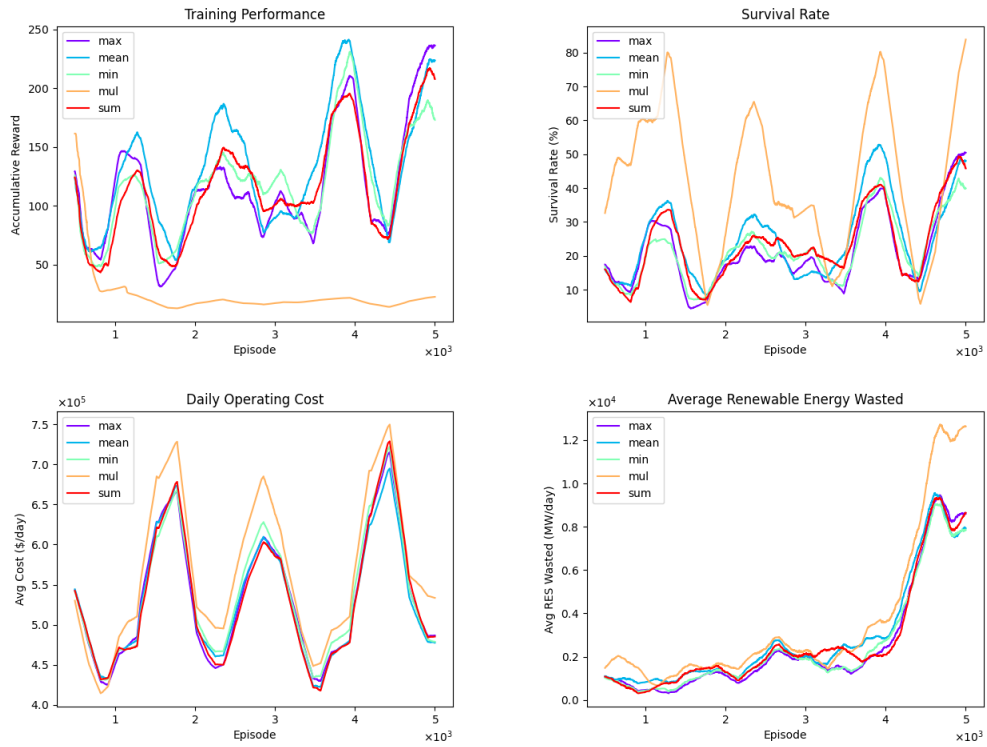 Training Performance
250
200
150
100
50
Accumulative Reward
max
mean
min
mul
sum
1
2
3
4
5
Episode
×10³
Survival Rate
80
70
60
50
40
30
20
10
Survival Rate (%)
max
mean
min
mul
sum
1
2
3
4
5
Episode
×10³
Daily Operating Cost
×10⁵
7.5
7.0
6.5
6.0
5.5
5.0
4.5
4.0
Avg Cost ($/day)
max
mean
min
mul
sum
1
2
3
4
5
Episode
×10³
Average Renewable Energy Wasted
×10⁴
1.2
1.0
0.8
0.6
0.4
0.2
0.0
Avg RES Wasted (MW/day)
max
mean
min
mul
sum
1
2
3
4
5
Episode
×10³